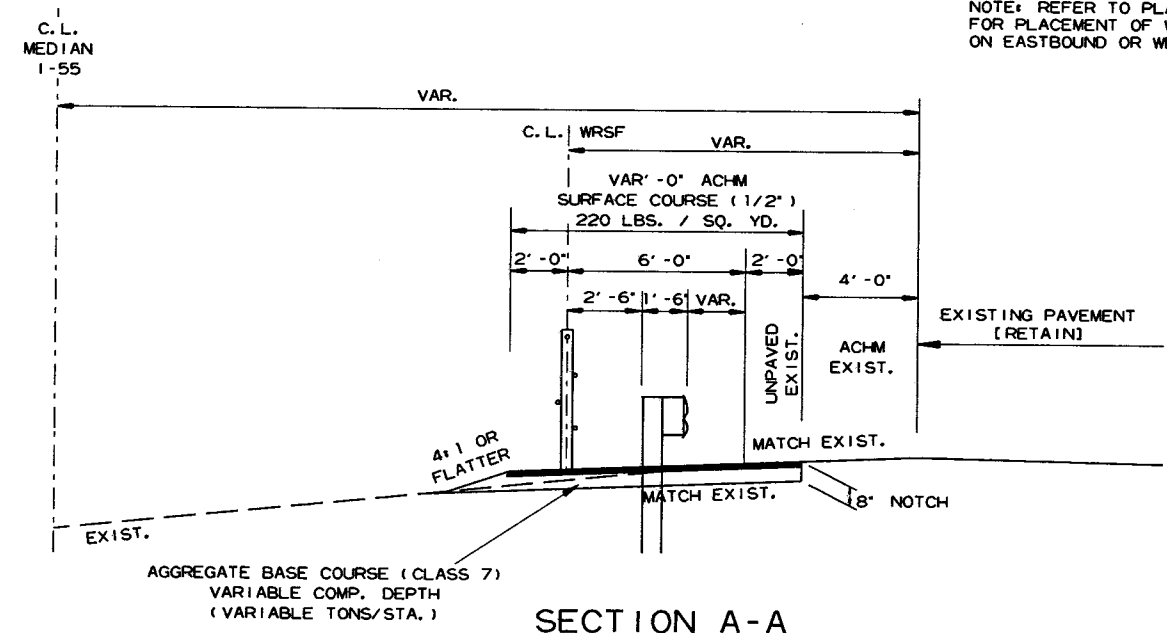 NOTE: REFER TO
FOR PLACEMENT OF
ON EASTBOUND OR
C.L.
MEDIAN
I-55
VAR.
C.L. WRSF
VAR.
VAR'-0" ACHM
SURFACE COURSE (1/2")
220 LBS. / SQ. YD.
2'-0" 6'-0" 2'-0"
4'-0"
2'-6" 1'-6" VAR.
EXISTING PAVEMENT
[RETAIN]
UNPAVED
EXIST.
ACHM
EXIST.
4:1 OR
FLATTER
MATCH EXIST.
MATCH EXIST.
8" NOTCH
EXIST.
AGGREGATE BASE COURSE (CLASS 7)
VARIABLE COMP. DEPTH
(VARIABLE TONS/STA.)
SECTION A-A